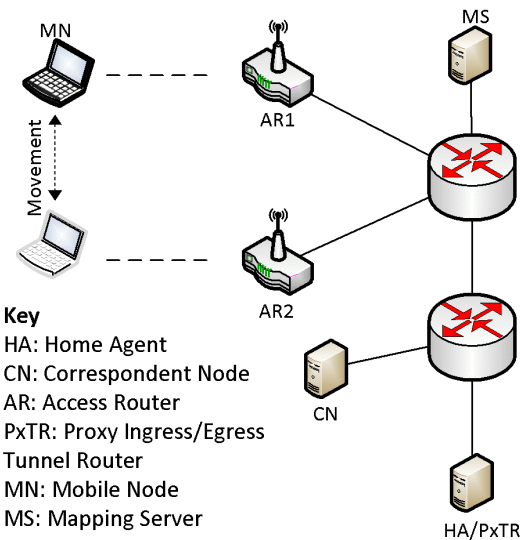 MN
MS
AR1
Movement
AR2
Key
HA: Home Agent
CN: Correspondent Node
AR: Access Router
PxTR: Proxy Ingress/Egress
Tunnel Router
MN: Mobile Node
MS: Mapping Server
CN
HA/PxTR